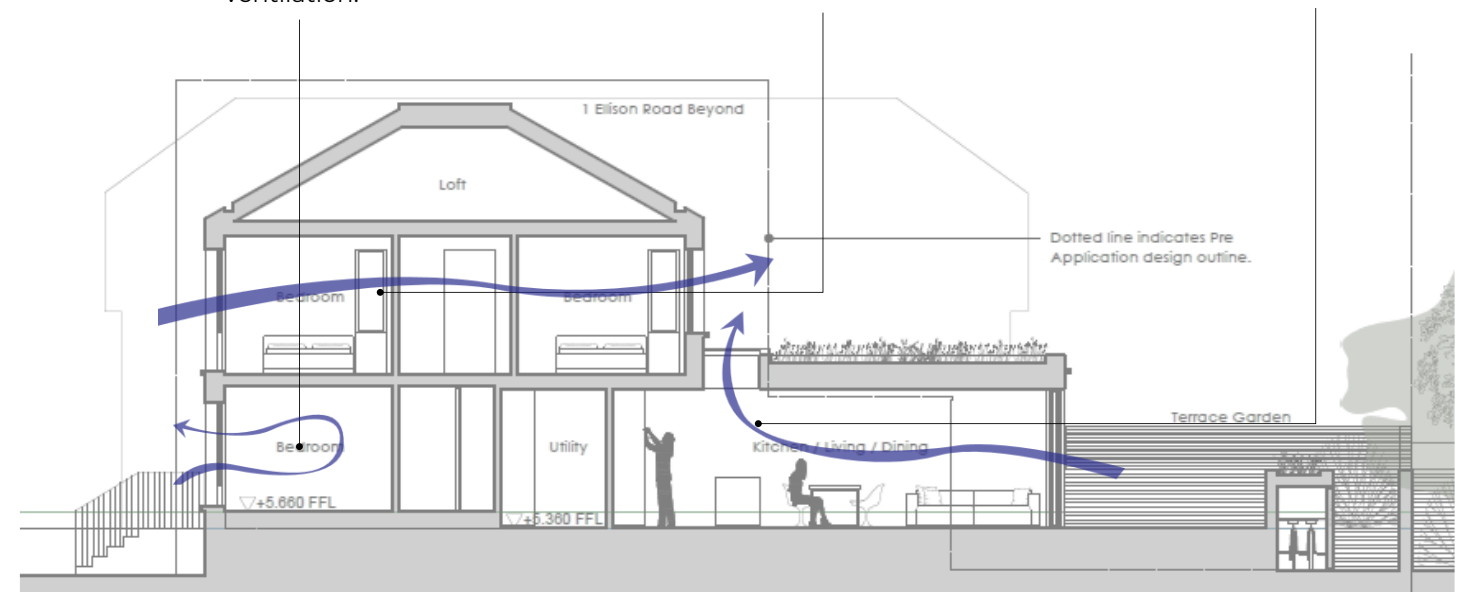 ventilation.
1 Ellison Road Beyond
Loft
Dotted line indicates Pre
Application design outline.
Bedroom
Bedroom
Terrace Garden
Bedroom
Utility
Kitchen / Living / Dining
+5.660 FFL
+5.360 FFL